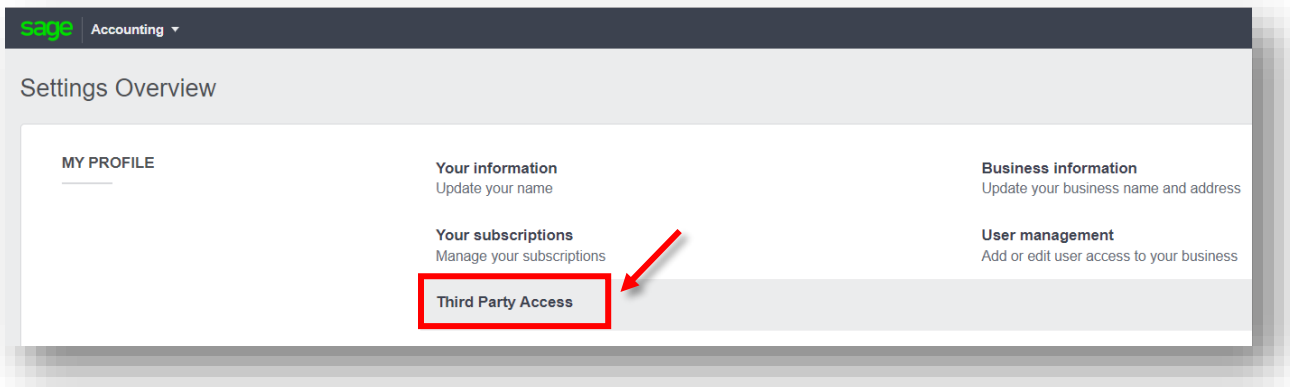 sage Accounting
Settings Overview
MY PROFILE
Your information
Update your name
Business information
Update your business name and address
Your subscriptions
Manage your subscriptions
User management
Add or edit user access to your business
Third Party Access